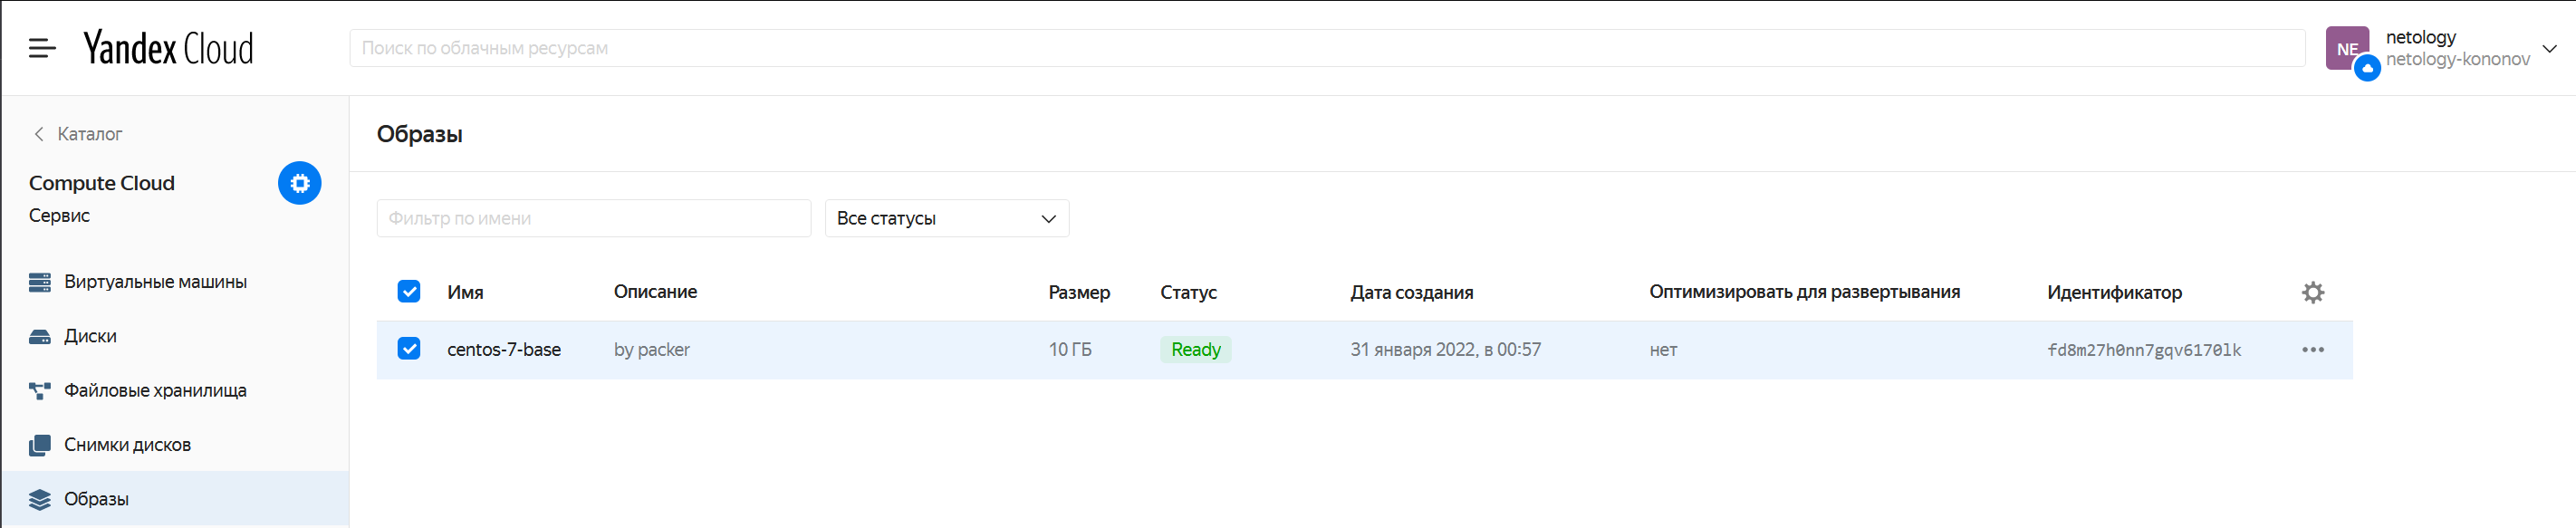 Yandex Cloud
Поиск по облачным ресурсам
NE
netology
netology-kononov
Каталог
Compute Cloud
Сервис
Виртуальные машины
Диски
Файловые хранилища
Снимки дисков
Образы
Образы
Фильтр по имени
Все статусы
Имя Описание Размер Статус Дата создания Оптимизировать для развертывания Идентификатор
centos-7-base by packer 10 ГБ Ready 31 января 2022, в 00:57 нет fd8m27h0nn7gqv6170lk